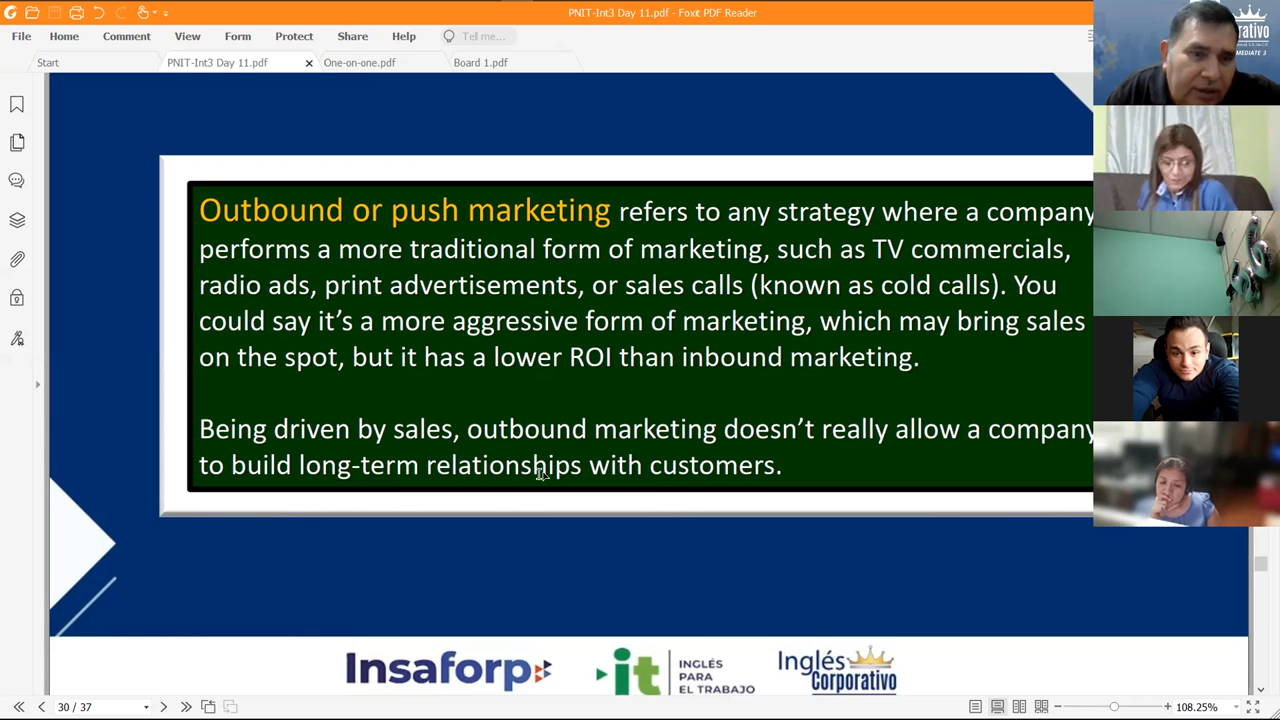 PNIT-Int3 Day 11.pdf - Foxit PDF Reader
File Home Comment View Form Protect Share Help Tell me...
Start PNIT-Int3 Day 11.pdf One-on-one.pdf Board 1.pdf
Outbound or push marketing refers to any strategy where a company
performs a more traditional form of marketing, such as TV commercials,
radio ads, print advertisements, or sales calls (known as cold calls). You
could say it's a more aggressive form of marketing, which may bring sales
on the spot, but it has a lower ROI than inbound marketing.
Being driven by sales, outbound marketing doesn't really allow a company
to build long-term relationships with customers.
Insaforp
it
INGLÉS
PARA
EL TRABAJO
Inglés
Corporativo
30 / 37
108.25%